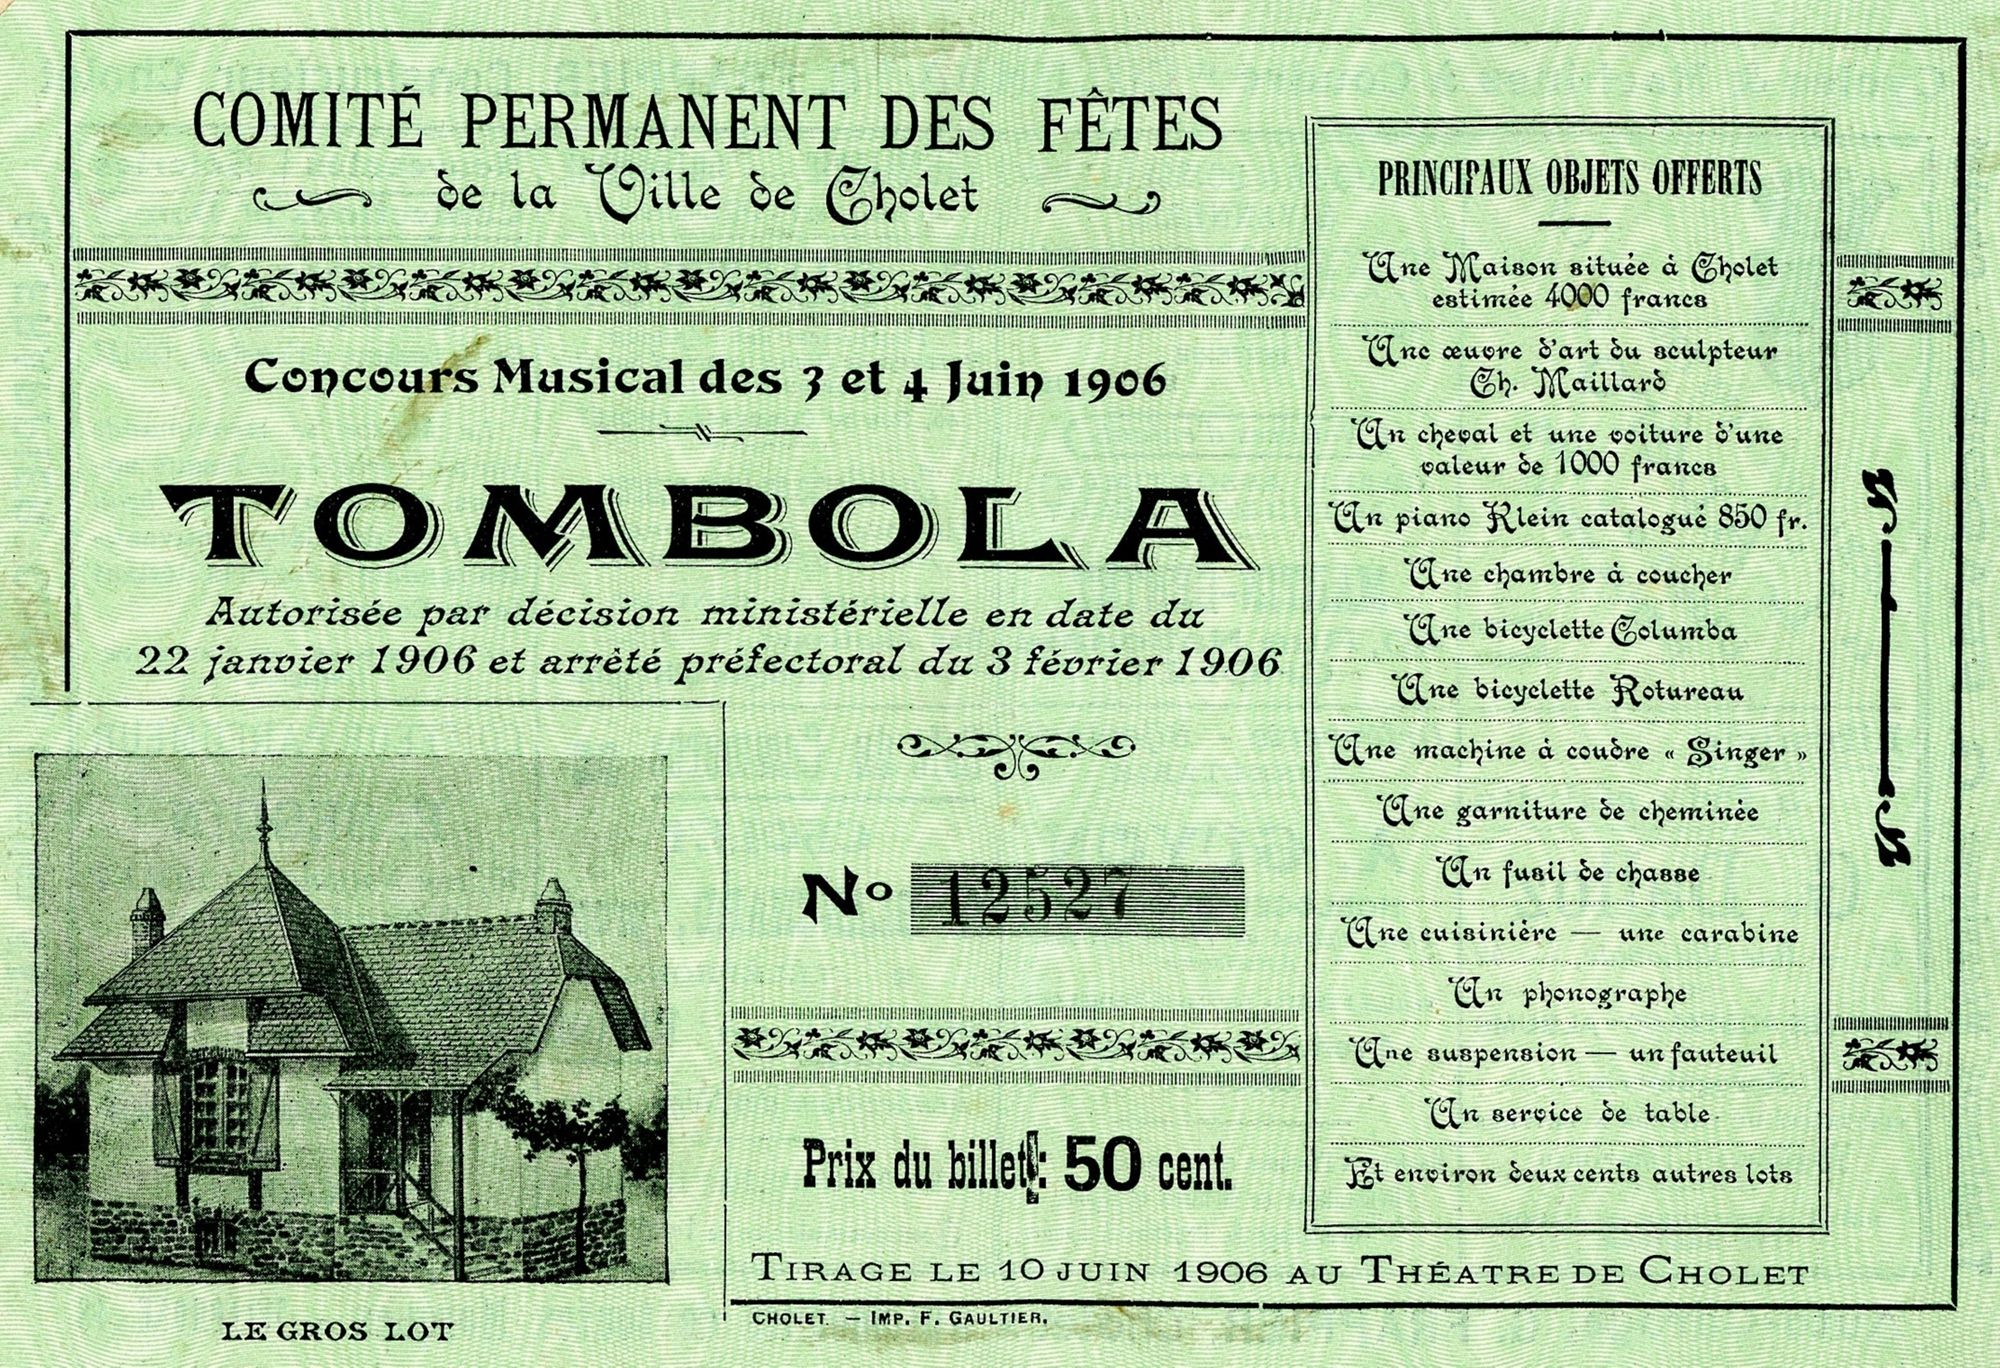 COMITÉ PERMANENT DES FÊTES
de la Ville de Cholet
Concours Musical des 3 et 4 Juin 1906
TOMBOLA
Autorisée par décision ministérielle en date du
22 janvier 1906 et arrêté préfectoral du 3 février 1906
No 12527
Prix du billet : 50 cent.
TIRAGE LE 10 JUIN 1906 AU THÉATRE DE CHOLET
CHOLET. — IMP. F. GAULTIER.
LE GROS LOT
PRINCIPAUX OBJETS OFFERTS
Une Maison située à Cholet
estimée 4000 francs
Une œuvre d'art du sculpteur
Ch. Maillard
Un cheval et une voiture d'une
valeur de 1000 francs
Un piano Klein catalogué 850 fr.
Une chambre à coucher
Une bicyclette Columba
Une bicyclette Rotureau
Une machine à coudre « Singer »
Une garniture de cheminée
Un fusil de chasse
Une cuisinière — une carabine
Un phonographe
Une suspension — un fauteuil
Un service de table
Et environ deux cents autres lots